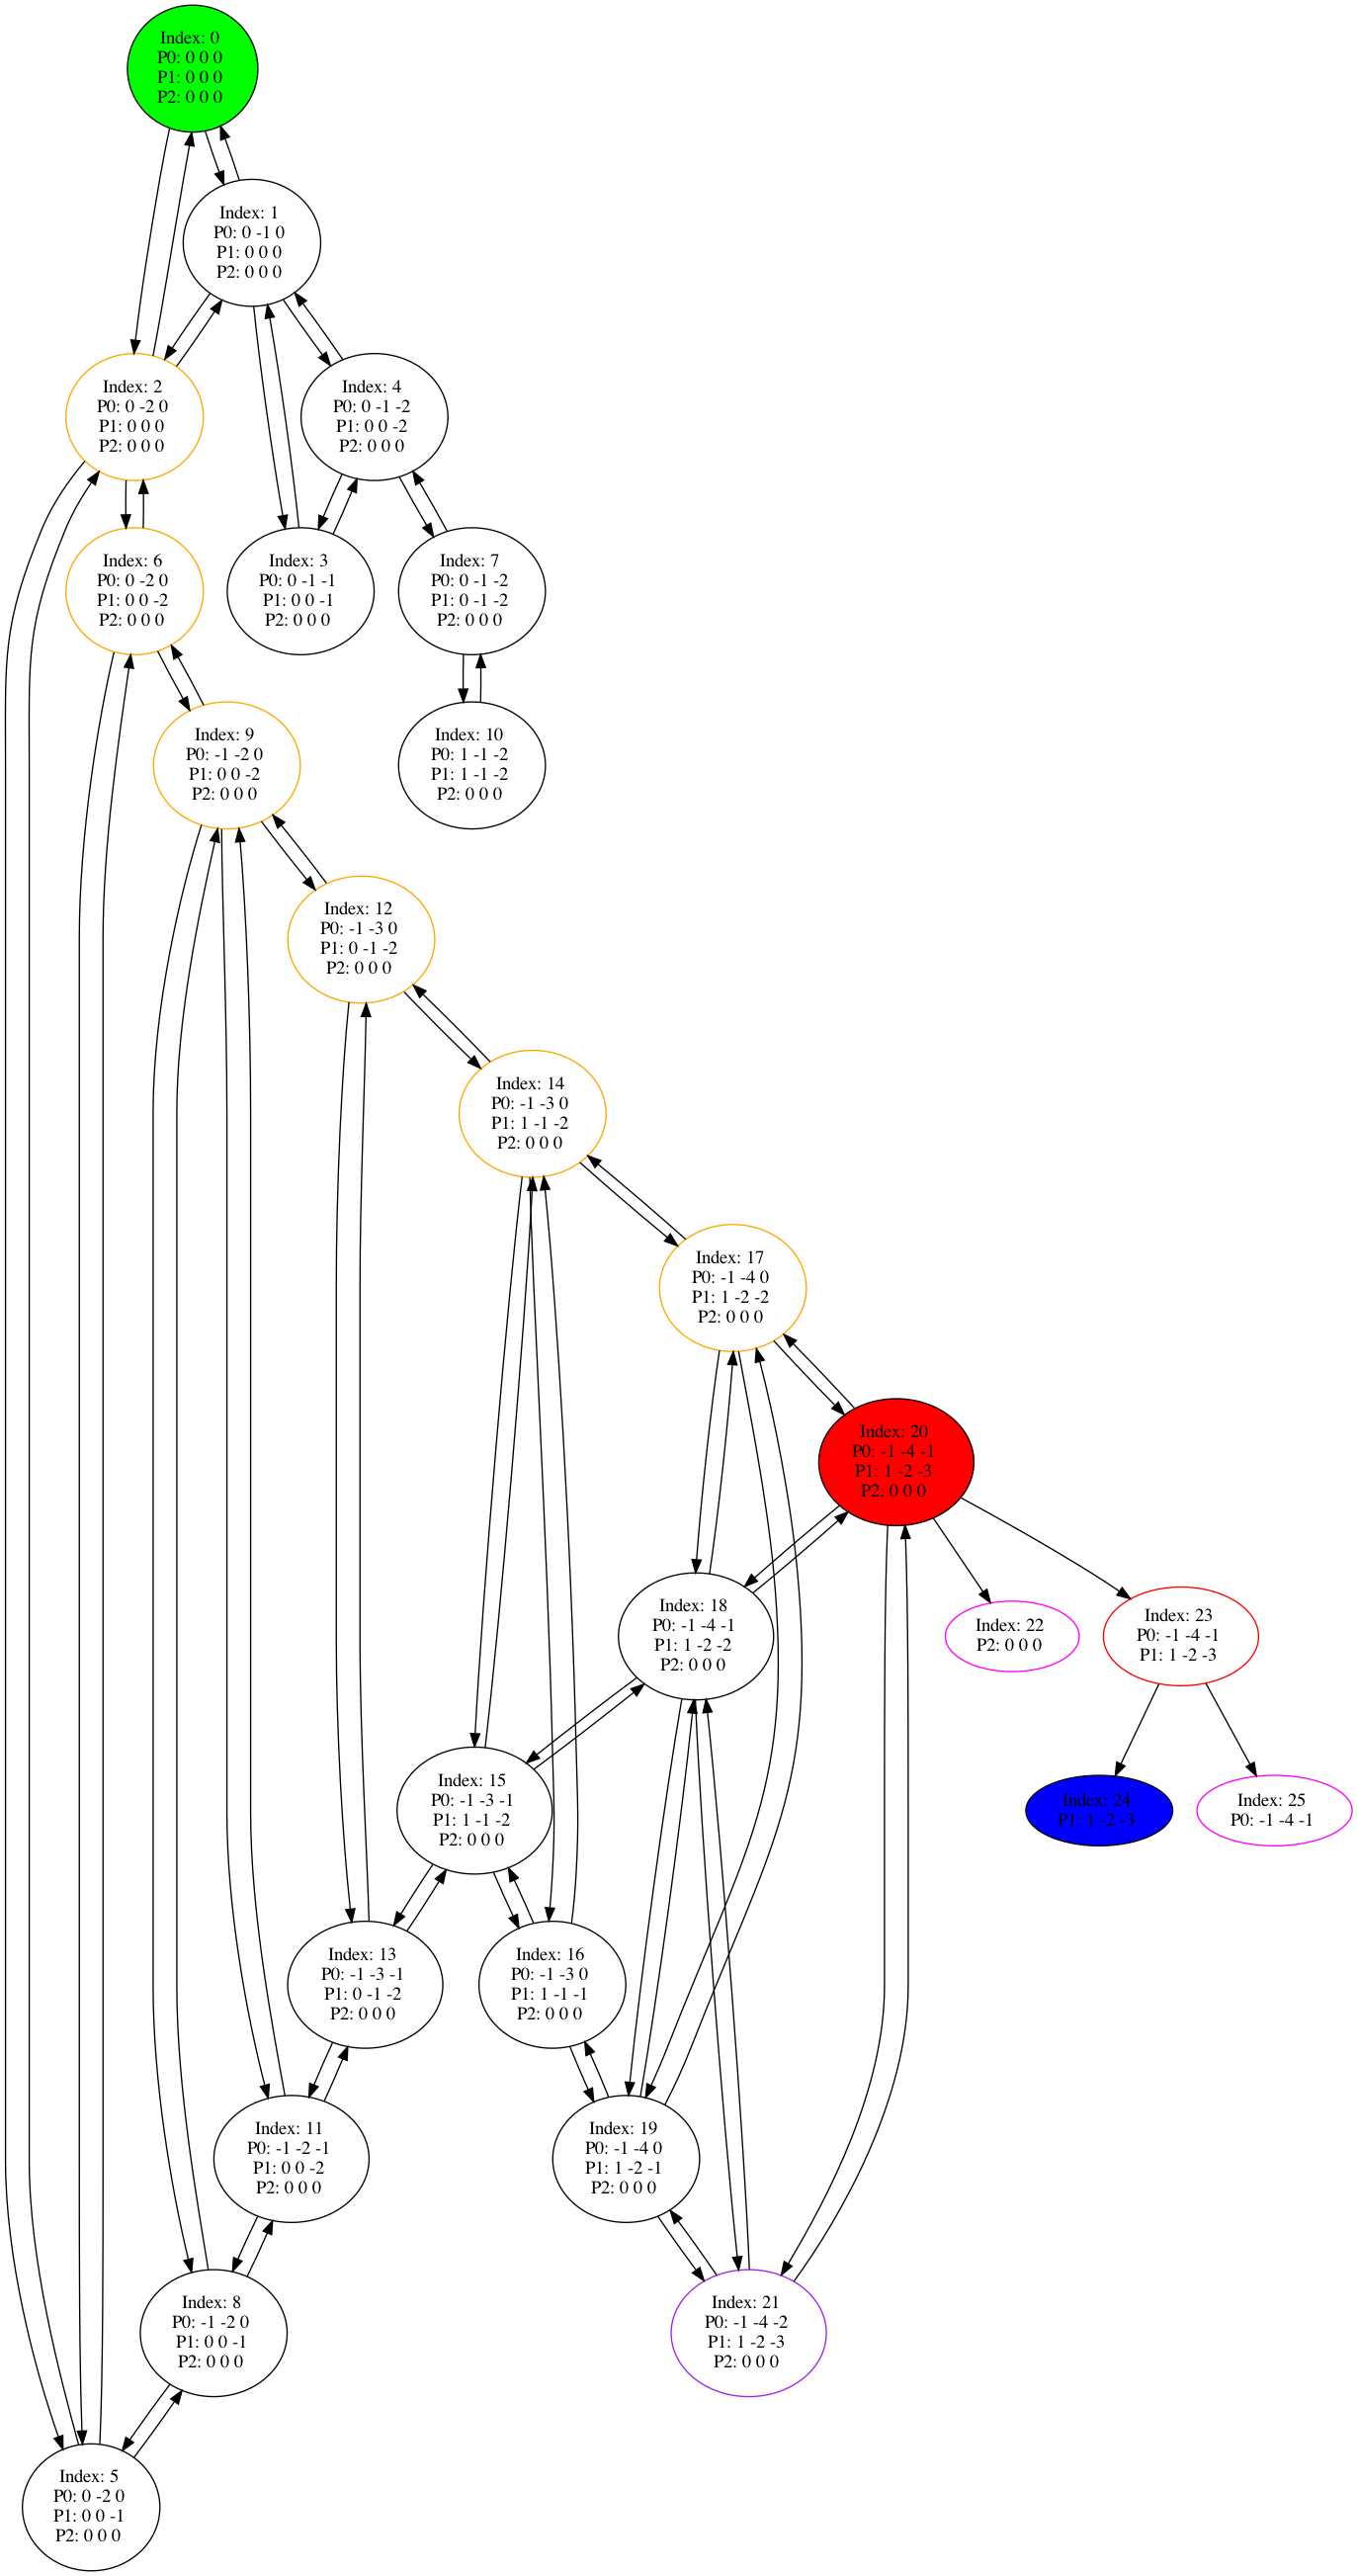 Index: 0
P0: 0 0 0
P1: 0 0 0
P2: 0 0 0
Index: 1
P0: 0 -1 0
P1: 0 0 0
P2: 0 0 0
Index: 2
P0: 0 -2 0
P1: 0 0 0
P2: 0 0 0
Index: 4
P0: 0 -1 -2
P1: 0 0 -2
P2: 0 0 0
Index: 6
P0: 0 -2 0
P1: 0 0 -2
P2: 0 0 0
Index: 3
P0: 0 -1 -1
P1: 0 0 -1
P2: 0 0 0
Index: 7
P0: 0 -1 -2
P1: 0 -1 -2
P2: 0 0 0
Index: 9
P0: -1 -2 0
P1: 0 0 -2
P2: 0 0 0
Index: 10
P0: 1 -1 -2
P1: 1 -1 -2
P2: 0 0 0
Index: 12
P0: -1 -3 0
P1: 0 -1 -2
P2: 0 0 0
Index: 14
P0: -1 -3 0
P1: 1 -1 -2
P2: 0 0 0
Index: 17
P0: -1 -4 0
P1: 1 -2 -2
P2: 0 0 0
Index: 20
P0: -1 -4 -1
P1: 1 -2 -3
P2: 0 0 0
Index: 18
P0: -1 -4 -1
P1: 1 -2 -2
P2: 0 0 0
Index: 22
P2: 0 0 0
Index: 23
P0: -1 -4 -1
P1: 1 -2 -3
Index: 15
P0: -1 -3 -1
P1: 1 -1 -2
P2: 0 0 0
Index: 24
P1: 1 -2 -3
Index: 25
P0: -1 -4 -1
Index: 13
P0: -1 -3 -1
P1: 0 -1 -2
P2: 0 0 0
Index: 16
P0: -1 -3 0
P1: 1 -1 -1
P2: 0 0 0
Index: 11
P0: -1 -2 -1
P1: 0 0 -2
P2: 0 0 0
Index: 19
P0: -1 -4 0
P1: 1 -2 -1
P2: 0 0 0
Index: 8
P0: -1 -2 0
P1: 0 0 -1
P2: 0 0 0
Index: 21
P0: -1 -4 -2
P1: 1 -2 -3
P2: 0 0 0
Index: 5
P0: 0 -2 0
P1: 0 0 -1
P2: 0 0 0